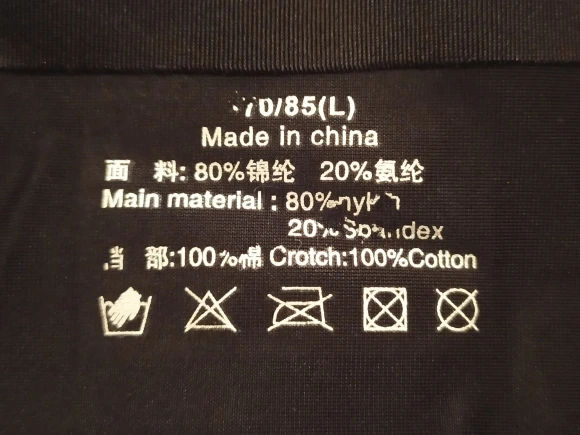 70/85(L)
Made in china
面 料: 80%锦纶 20%氨纶
Main material : 80%
20%
部:100%棉 Crotch:100%Cotton